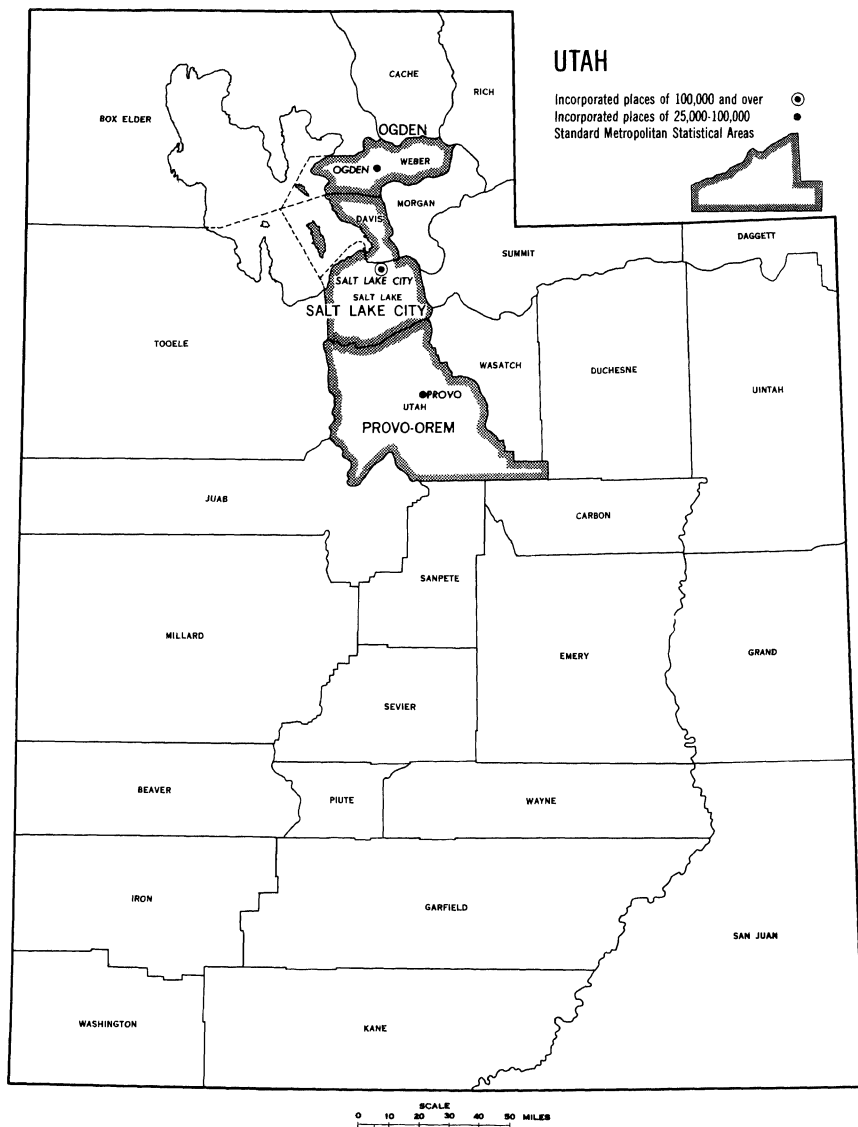 UTAH
Incorporated places of 100,000 and over
Incorporated places of 25,000-100,000
Standard Metropolitan Statistical Areas
CACHE
RICH
BOX ELDER
OGDEN
WEBER
OGDEN
MORGAN
DAVIS
DAGGETT
SUMMIT
SALT LAKE CITY
SALT LAKE
SALT LAKE CITY
TOOELE
WASATCH
DUCHESNE
UINTAH
PROVO
UTAH
PROVO-OREM
JUAB
CARBON
SANPETE
MILLARD
EMERY
GRAND
SEVIER
BEAVER
PIUTE
WAYNE
IRON
GARFIELD
SAN JUAN
WASHINGTON
KANE
SCALE
0 10 20 30 40 50 MILES